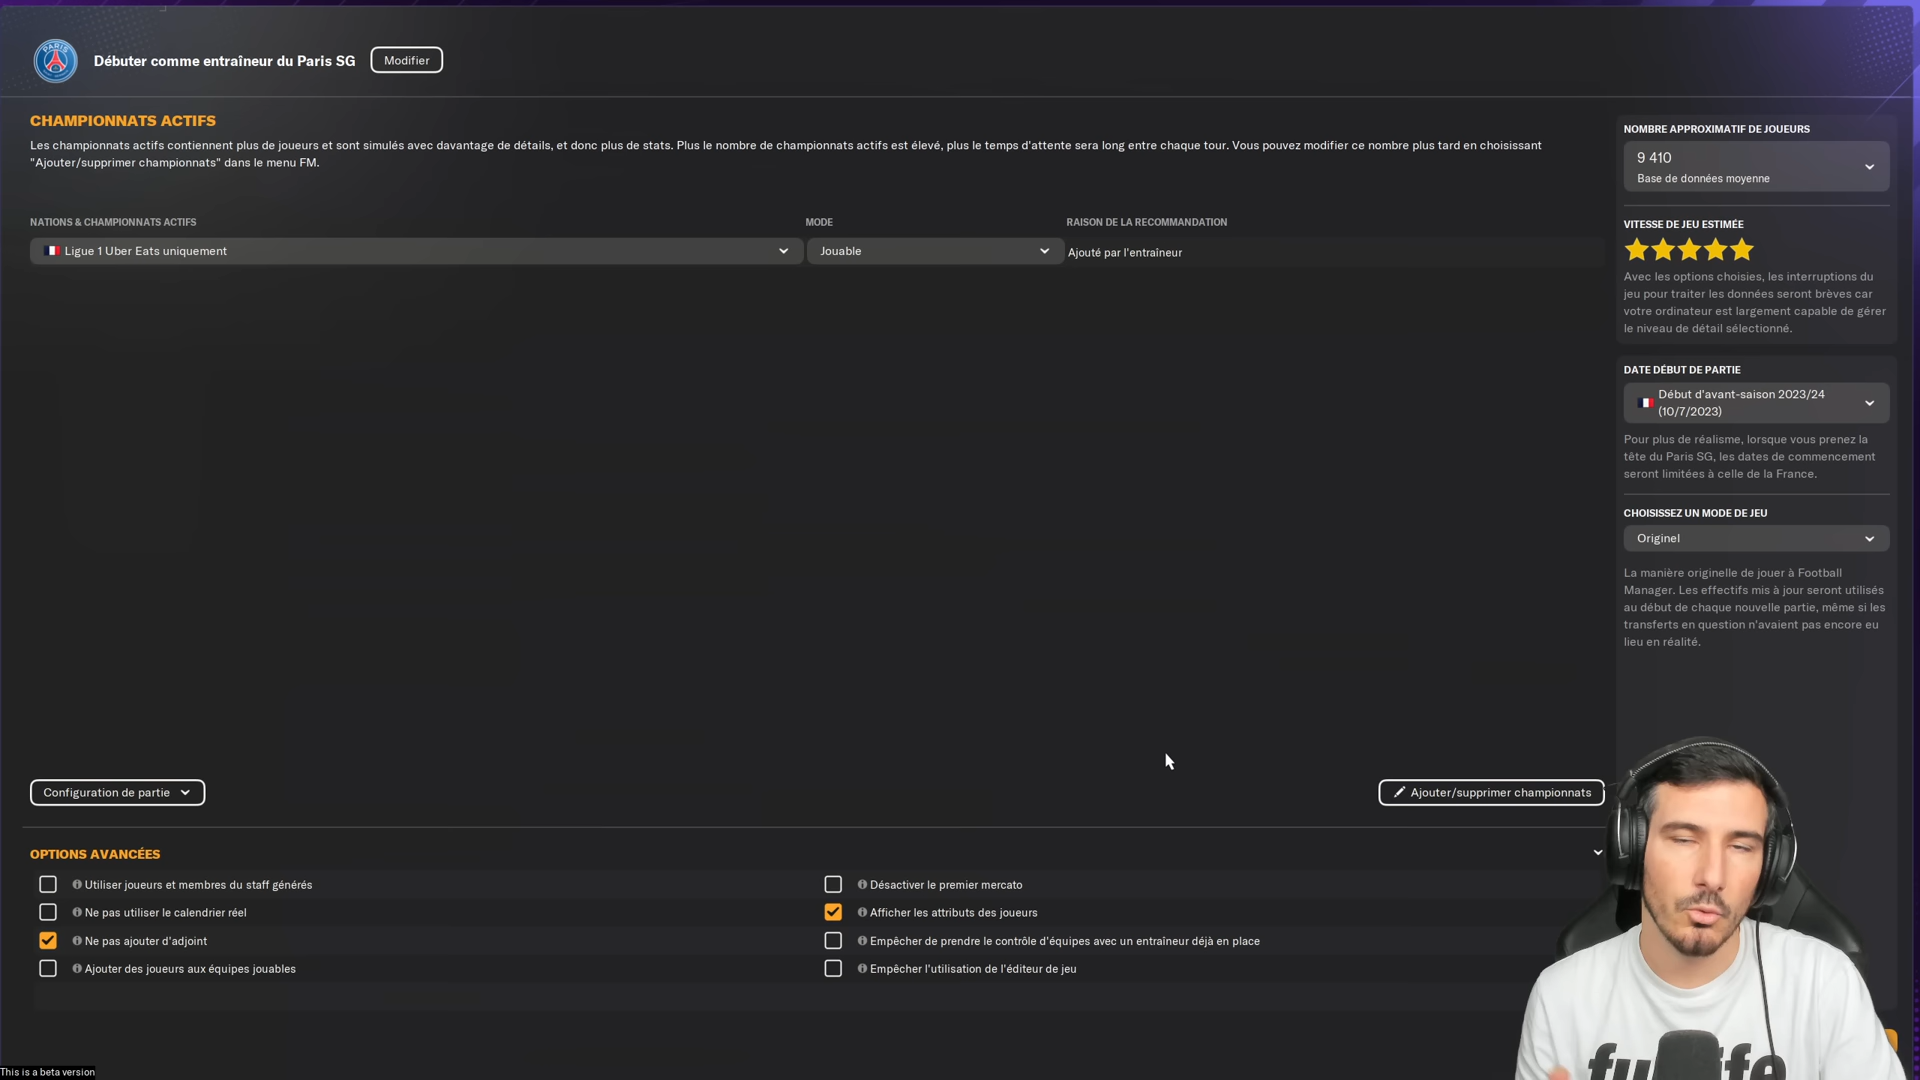 PARIS
Débuter comme entraîneur du Paris SG
Modifier
CHAMPIONNATS ACTIFS
Les championnats actifs contiennent plus de joueurs et sont simulés avec davantage de détails, et donc plus de stats. Plus le nombre de championnats actifs est élevé, plus le temps d'attente sera long entre chaque tour. Vous pouvez modifier ce nombre plus tard en choisissant
"Ajouter/supprimer championnats" dans le menu FM.
NATIONS & CHAMPIONNATS ACTIFS
MODE
RAISON DE LA RECOMMANDATION
Ligue 1 Uber Eats uniquement
Jouable
Ajouté par l'entraîneur
Configuration de partie
Ajouter/supprimer championnats
OPTIONS AVANCÉES
Utiliser joueurs et membres du staff générés
Ne pas utiliser le calendrier réel
Ne pas ajouter d'adjoint
Ajouter des joueurs aux équipes jouables
Désactiver le premier mercato
Afficher les attributs des joueurs
Empêcher de prendre le contrôle d'équipes avec un entraîneur déjà en place
Empêcher l'utilisation de l'éditeur de jeu
NOMBRE APPROXIMATIF DE JOUEURS
9 410
Base de données moyenne
VITESSE DE JEU ESTIMÉE
Avec les options choisies, les interruptions du
jeu pour traiter les données seront brèves car
votre ordinateur est largement capable de gérer
le niveau de détail sélectionné.
DATE DÉBUT DE PARTIE
Début d'avant-saison 2023/24
(10/7/2023)
Pour plus de réalisme, lorsque vous prenez la
tête du Paris SG, les dates de commencement
seront limitées à celle de la France.
CHOISISSEZ UN MODE DE JEU
Originel
La manière originelle de jouer à Football
Manager. Les effectifs mis à jour seront utilisés
au début de chaque nouvelle partie, même si les
transferts en question n'avaient pas encore eu
lieu en réalité.
This is a beta version